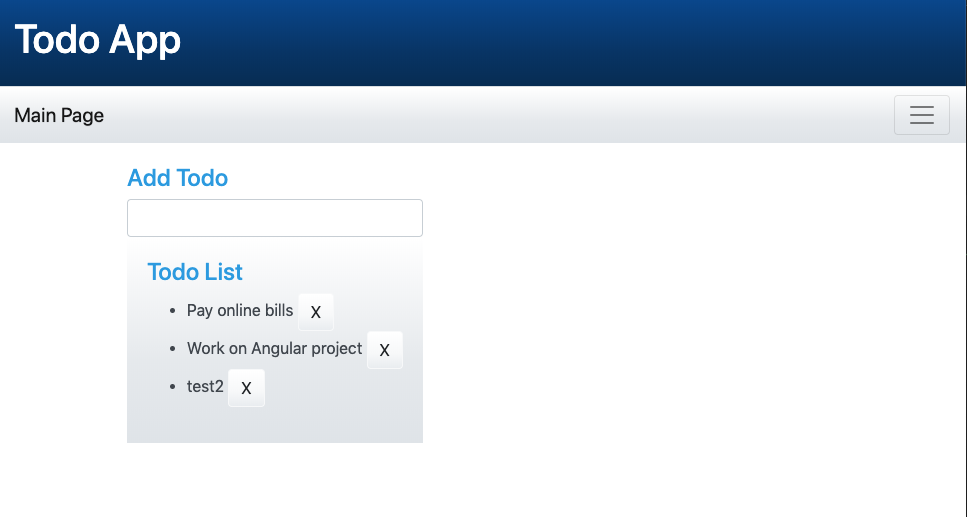 Todo App
Main Page
Add Todo
Todo List
Pay online bills X
Work on Angular project X
test2 X